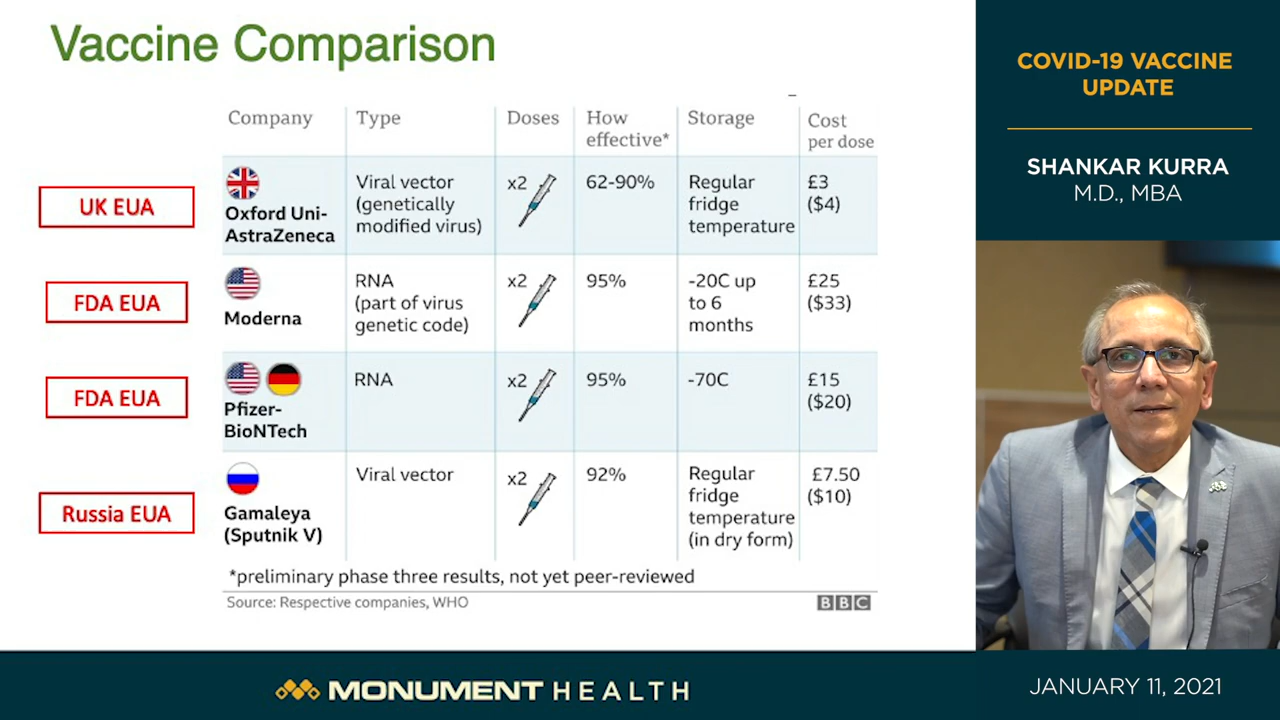 Vaccine Comparison
Company Type Doses How effective* Storage Cost per dose
UK EUA
Oxford Uni-AstraZeneca Viral vector (genetically modified virus) x2 62-90% Regular fridge temperature £3 ($4)
FDA EUA
Moderna RNA (part of virus genetic code) x2 95% -20C up to 6 months £25 ($33)
FDA EUA
Pfizer-BioNTech RNA x2 95% -70C £15 ($20)
Russia EUA
Gamaleya (Sputnik V) Viral vector x2 92% Regular fridge temperature (in dry form) £7.50 ($10)
*preliminary phase three results, not yet peer-reviewed
Source: Respective companies, WHO
BBC
COVID-19 VACCINE
UPDATE
SHANKAR KURRA
M.D., MBA
MONUMENT HEALTH
JANUARY 11, 2021